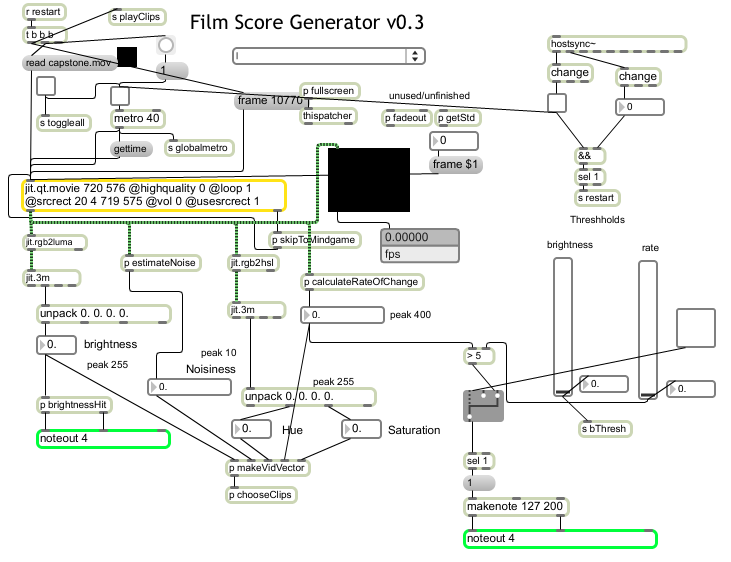 r restart
s playClips
Film Score Generator v0.3
t b b b
hostsync~
read capstone.mov
1
change
change
p fullscreen
unused/unfinished
frame 10770
0
s toggleall
metro 40
thispatcher
p fadeout
p getStd
gettime
s globalmetro
0
&&
frame $1
sel 1
jit.qt.movie 720 576 @highquality 0 @loop 1
@srcrect 20 4 719 575 @vol 0 @usesrcrect 1
s restart
Threshholds
jit.rgb2luma
p skipToMindgame
0.00000
fps
brightness
rate
p estimateNoise
jit.rgb2hsl
jit.3m
p calculateRateOfChange
unpack 0. 0. 0. 0.
jit.3m
0.
peak 400
0.
brightness
peak 10
> 5
peak 255
Noisiness
0.
peak 255
0.
0.
unpack 0. 0. 0. 0.
p brightnessHit
0.
Hue
0.
Saturation
s bThresh
noteout 4
p makeVidVector
sel 1
1
p chooseClips
makenote 127 200
noteout 4